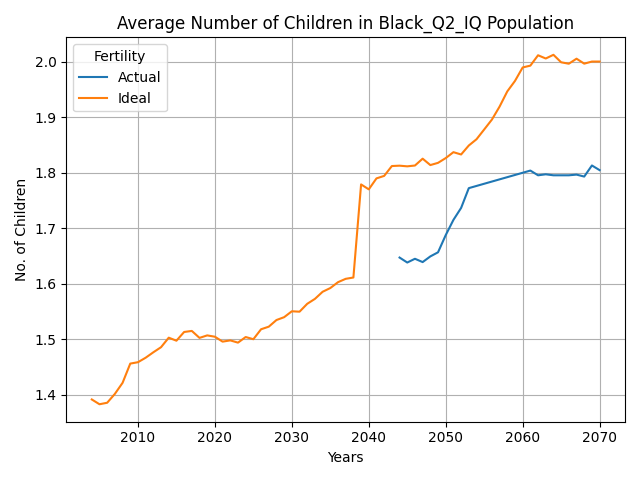 Average Number of Children in Black_Q2_IQ Population
Fertility
Actual
Ideal
No. of Children
2.0
1.9
1.8
1.7
1.6
1.5
1.4
2010 2020 2030 2040 2050 2060 2070
Years